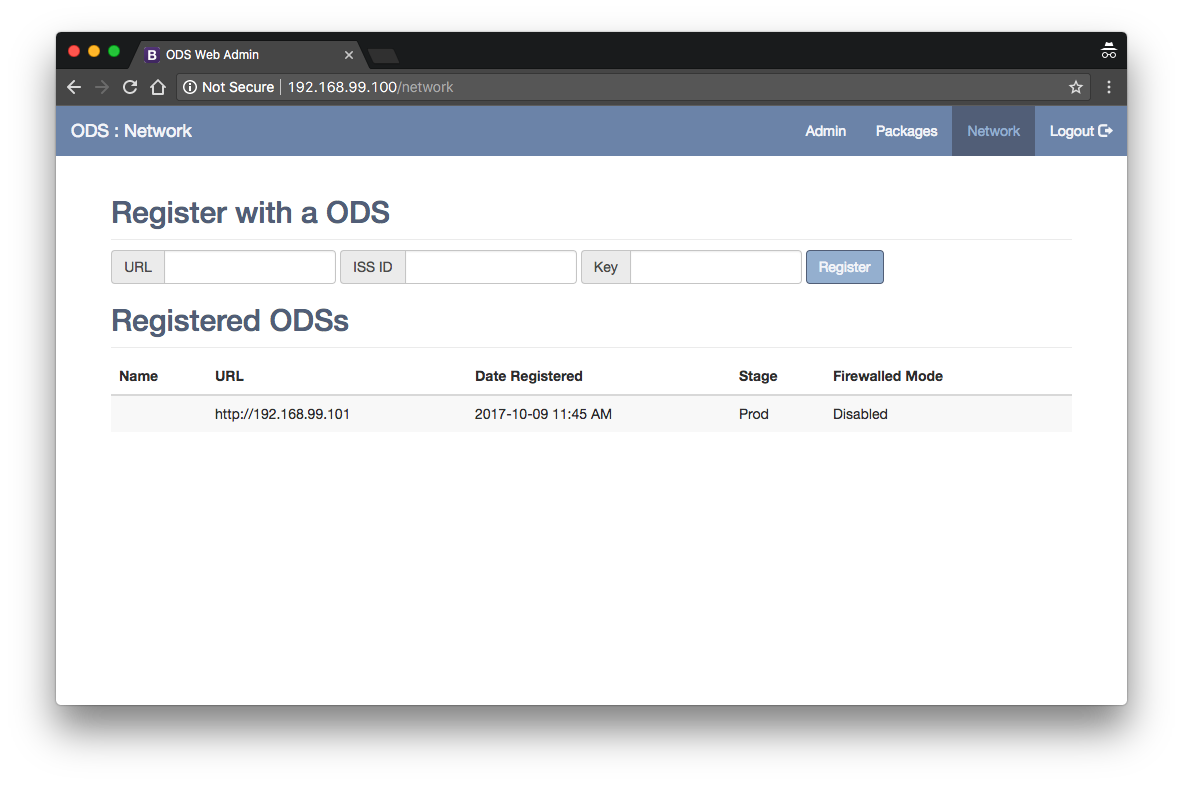 B ODS Web Admin
Not Secure 192.168.99.100/network
ODS : Network Admin Packages Network Logout
Register with a ODS
URL ISS ID Key Register
Registered ODSs
Name URL Date Registered Stage Firewalled Mode
http://192.168.99.101 2017-10-09 11:45 AM Prod Disabled